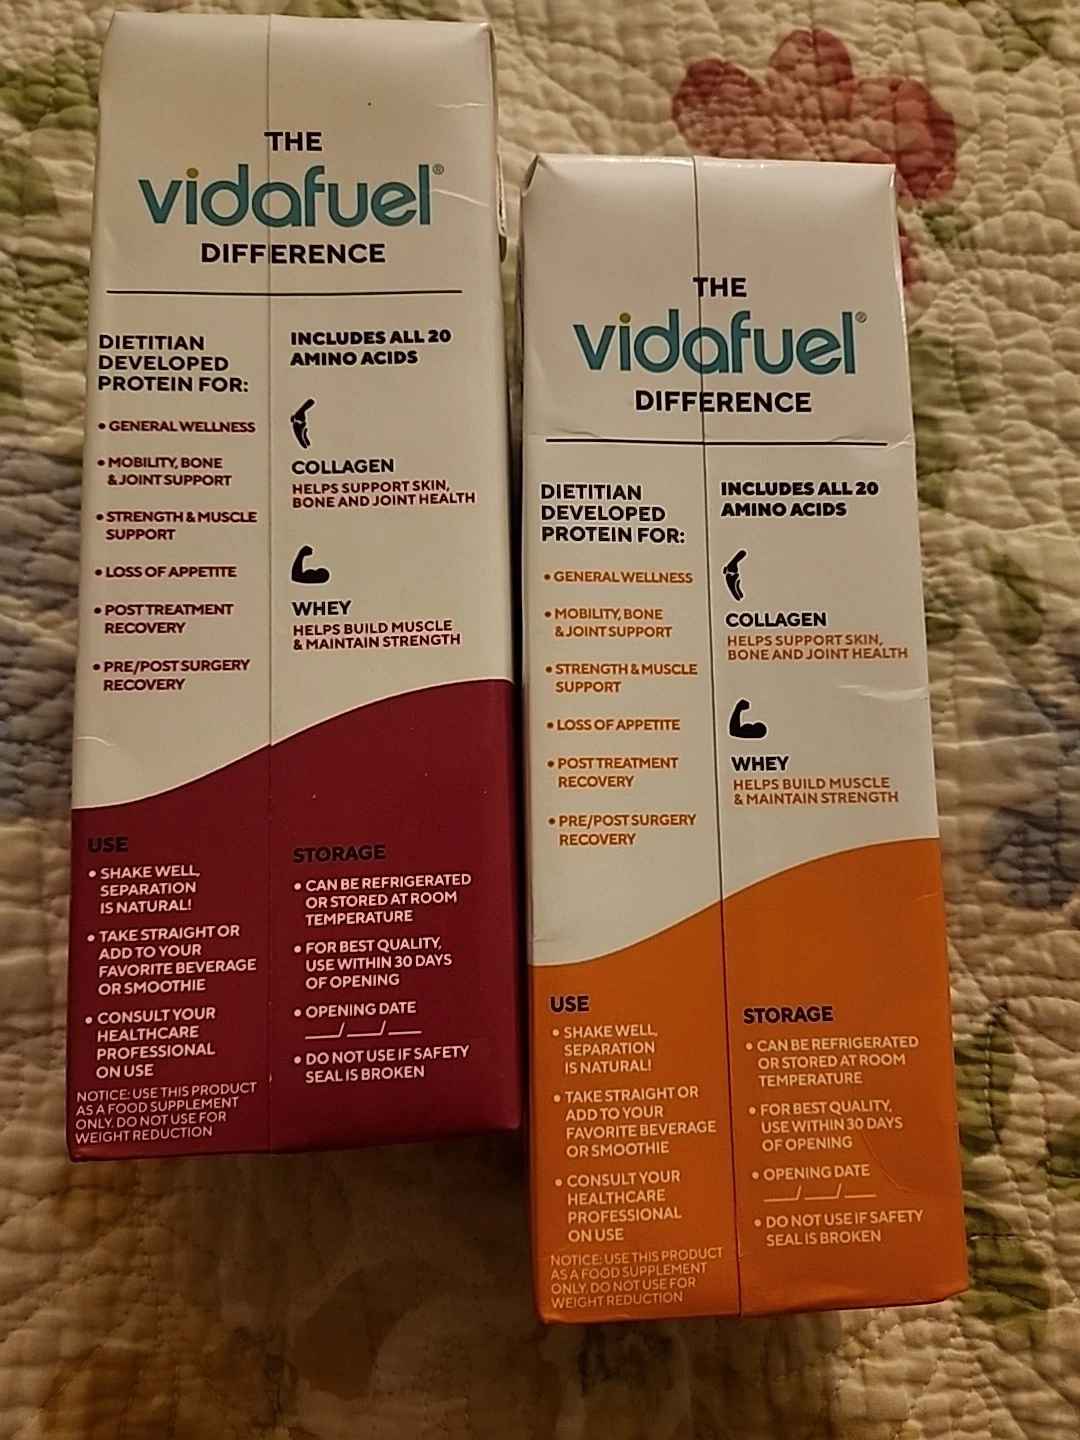 THE
vidafuel®
DIFFERENCE
DIETITIAN
DEVELOPED
PROTEIN FOR:
• GENERAL WELLNESS
• MOBILITY, BONE
& JOINT SUPPORT
• STRENGTH & MUSCLE
SUPPORT
• LOSS OF APPETITE
• POST TREATMENT
RECOVERY
• PRE/POST SURGERY
RECOVERY
INCLUDES ALL 20
AMINO ACIDS
COLLAGEN
HELPS SUPPORT SKIN,
BONE AND JOINT HEALTH
WHEY
HELPS BUILD MUSCLE
& MAINTAIN STRENGTH
USE
• SHAKE WELL,
SEPARATION
IS NATURAL!
• TAKE STRAIGHT OR
ADD TO YOUR
FAVORITE BEVERAGE
OR SMOOTHIE
• CONSULT YOUR
HEALTHCARE
PROFESSIONAL
ON USE
NOTICE: USE THIS PRODUCT
AS A FOOD SUPPLEMENT
ONLY. DO NOT USE FOR
WEIGHT REDUCTION
STORAGE
• CAN BE REFRIGERATED
OR STORED AT ROOM
TEMPERATURE
• FOR BEST QUALITY,
USE WITHIN 30 DAYS
OF OPENING
• OPENING DATE
___/___/___
• DO NOT USE IF SAFETY
SEAL IS BROKEN
THE
vidafuel®
DIFFERENCE
DIETITIAN
DEVELOPED
PROTEIN FOR:
• GENERAL WELLNESS
• MOBILITY, BONE
& JOINT SUPPORT
• STRENGTH & MUSCLE
SUPPORT
• LOSS OF APPETITE
• POST TREATMENT
RECOVERY
• PRE/POST SURGERY
RECOVERY
INCLUDES ALL 20
AMINO ACIDS
COLLAGEN
HELPS SUPPORT SKIN,
BONE AND JOINT HEALTH
WHEY
HELPS BUILD MUSCLE
& MAINTAIN STRENGTH
USE
• SHAKE WELL,
SEPARATION
IS NATURAL!
• TAKE STRAIGHT OR
ADD TO YOUR
FAVORITE BEVERAGE
OR SMOOTHIE
• CONSULT YOUR
HEALTHCARE
PROFESSIONAL
ON USE
NOTICE: USE THIS PRODUCT
AS A FOOD SUPPLEMENT
ONLY. DO NOT USE FOR
WEIGHT REDUCTION
STORAGE
• CAN BE REFRIGERATED
OR STORED AT ROOM
TEMPERATURE
• FOR BEST QUALITY,
USE WITHIN 30 DAYS
OF OPENING
• OPENING DATE
___/___/___
• DO NOT USE IF SAFETY
SEAL IS BROKEN